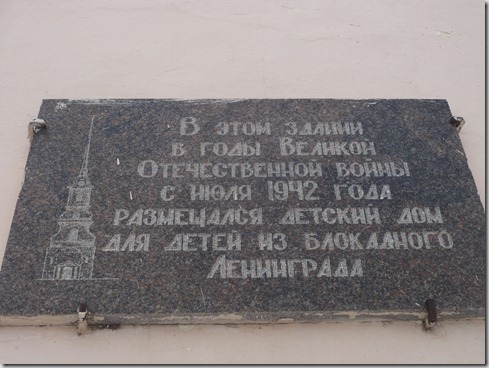 В этом здании
в годы Великой
Отечественной войны
с июля 1942 года
размещался детский дом
для детей из блокадного
Ленинграда